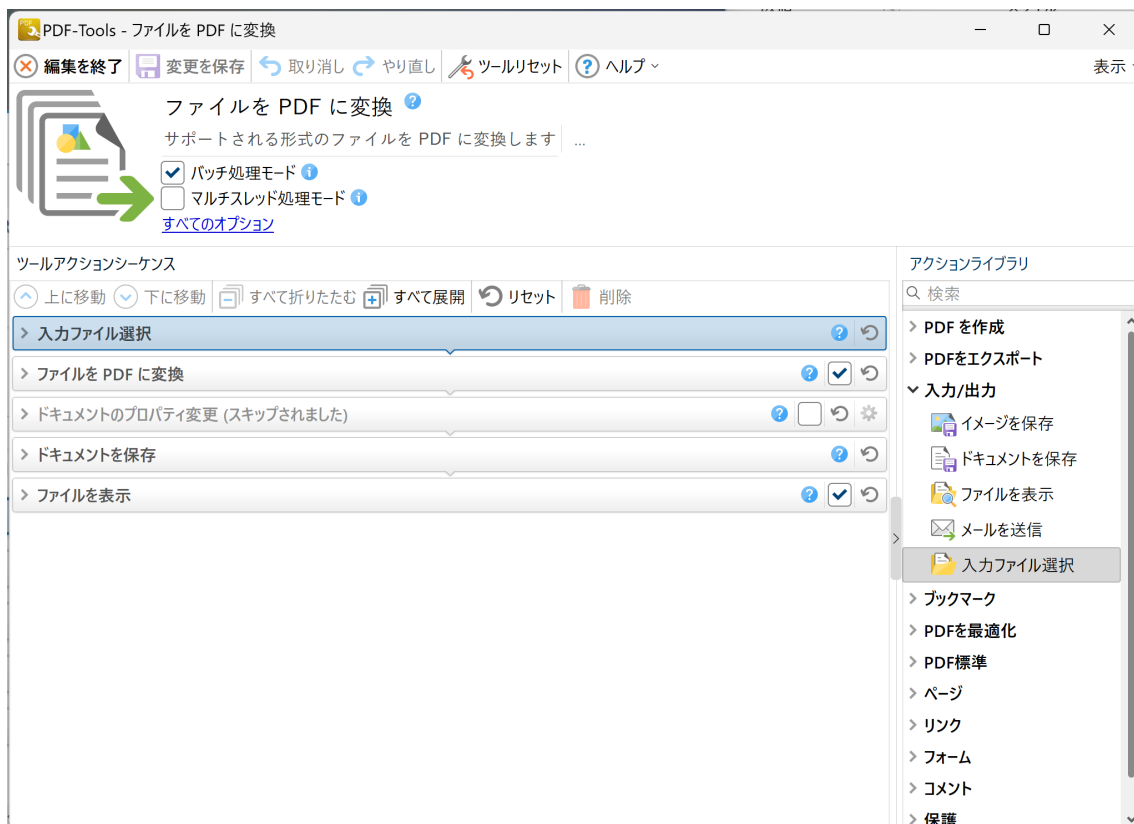 PDF-Tools - ファイルを PDF に変換
編集を終了 変更を保存 取り消し やり直し ツールリセット ヘルプ 表示
ファイルを PDF に変換
サポートされる形式のファイルを PDF に変換します ...
バッチ処理モード
マルチスレッド処理モード
すべてのオプション
ツールアクションシーケンス
上に移動 下に移動 すべて折りたたむ すべて展開 リセット 削除
入力ファイル選択
ファイルを PDF に変換
ドキュメントのプロパティ変更 (スキップされました)
ドキュメントを保存
ファイルを表示
アクションライブラリ
検索
PDF を作成
PDFをエクスポート
入力/出力
イメージを保存
ドキュメントを保存
ファイルを表示
メールを送信
入力ファイル選択
ブックマーク
PDFを最適化
PDF標準
ページ
リンク
フォーム
コメント
保護